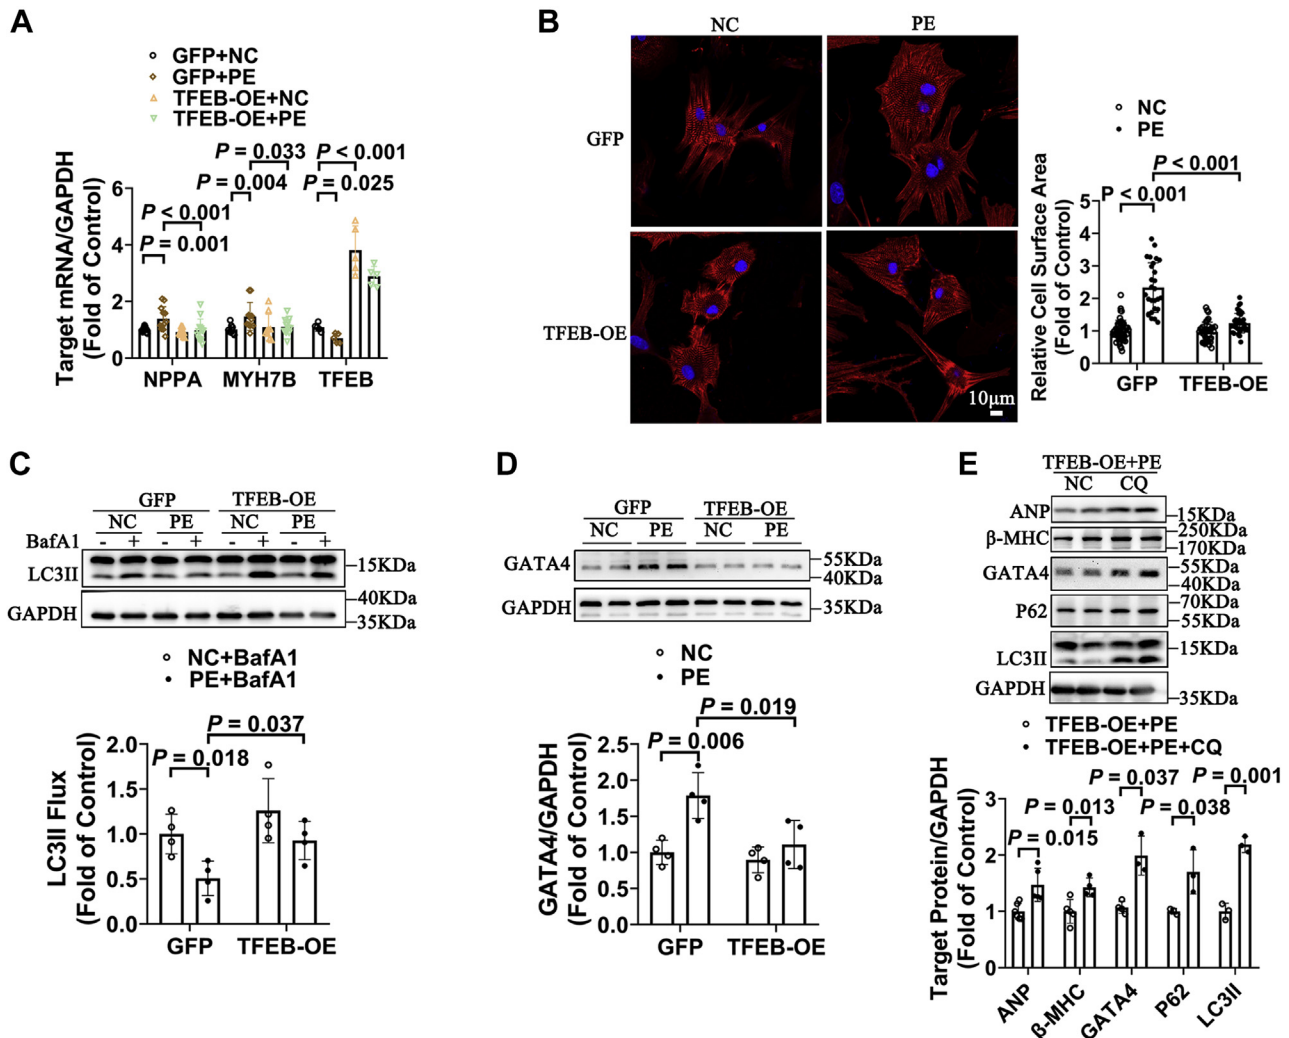 A
GFP+NC
GFP+PE
TFEB-OE+NC
TFEB-OE+PE
P = 0.033 P < 0.001
P = 0.004 P = 0.025
P < 0.001
P = 0.001
Target mRNA/GAPDH
(Fold of Control)
6
4
2
0
NPPA MYH7B TFEB
B
NC PE
GFP
TFEB-OE
10μm
NC
PE
P < 0.001
P < 0.001
Relative Cell Surface Area
(Fold of Control)
5
4
3
2
1
0
GFP TFEB-OE
C
GFP TFEB-OE
NC PE NC PE
BafA1 - + - + - + - +
LC3II
15KDa
GAPDH
40KDa
35KDa
NC+BafA1
PE+BafA1
P = 0.037
P = 0.018
LC3II Flux
(Fold of Control)
2.0
1.5
1.0
0.5
0.0
GFP TFEB-OE
D
GFP TFEB-OE
NC PE NC PE
GATA4
55KDa
40KDa
GAPDH
35KDa
NC
PE
P = 0.019
P = 0.006
GATA4/GAPDH
(Fold of Control)
2.5
2.0
1.5
1.0
0.5
0.0
GFP TFEB-OE
E
TFEB-OE+PE
NC CQ
ANP
15KDa
β-MHC
250KDa
170KDa
GATA4
55KDa
40KDa
P62
70KDa
55KDa
LC3II
15KDa
GAPDH
35KDa
TFEB-OE+PE
TFEB-OE+PE+CQ
P = 0.037 P = 0.001
P = 0.013 P = 0.038
P = 0.015
Target Protein/GAPDH
(Fold of Control)
3
2
1
0
ANP β-MHC GATA4 P62 LC3II